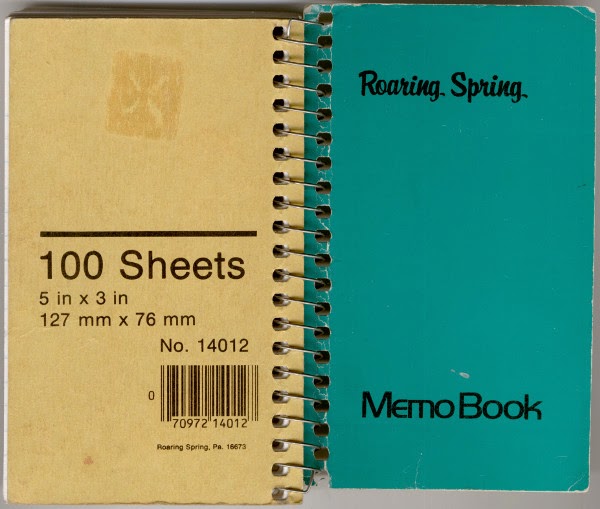 100 Sheets
5 in x 3 in
127 mm x 76 mm
No. 14012
0
70972 14012
Roaring Spring, Pa. 16673
Roaring Spring
Memo Book